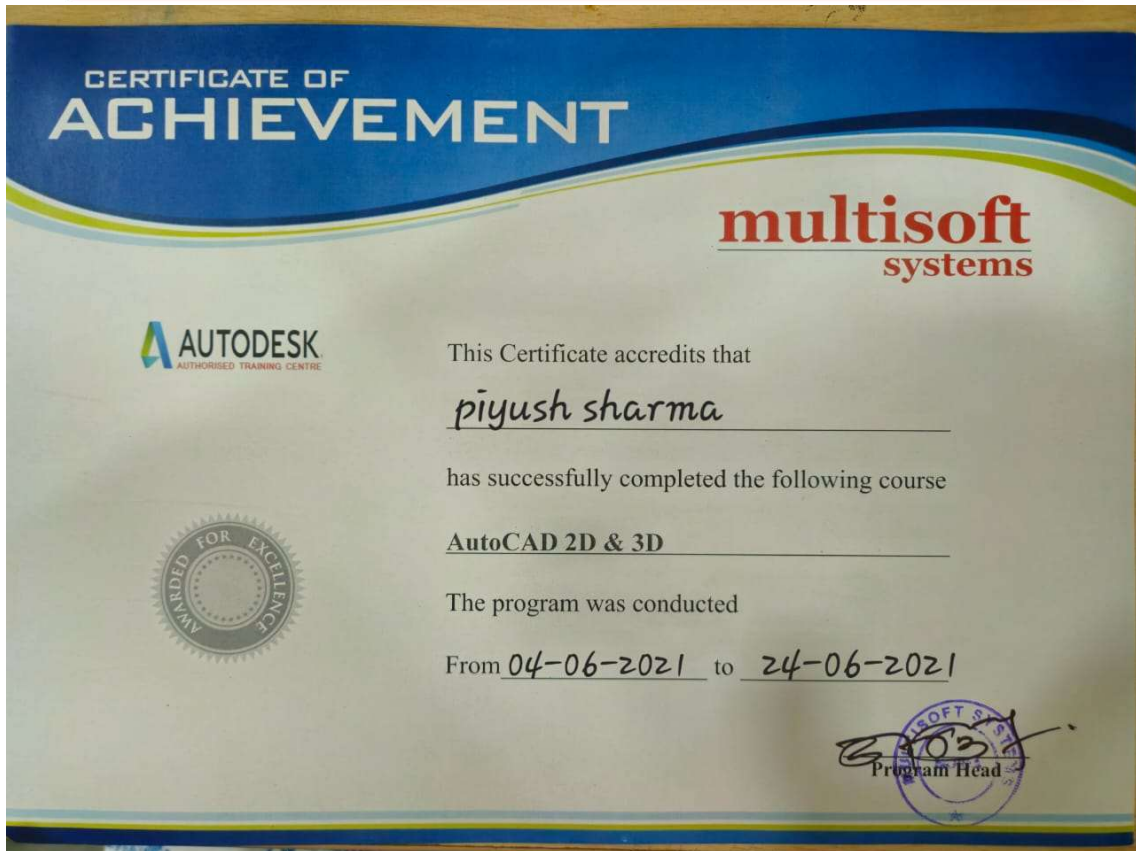 CERTIFICATE OF
ACHIEVEMENT
multisoft
systems
AUTODESK
AUTHORISED TRAINING CENTRE
This Certificate accredits that
piyush sharma
has successfully completed the following course
AWARDED FOR EXCELLENCE
AutoCAD 2D & 3D
The program was conducted
From 04-06-2021 to 24-06-2021
Program Head